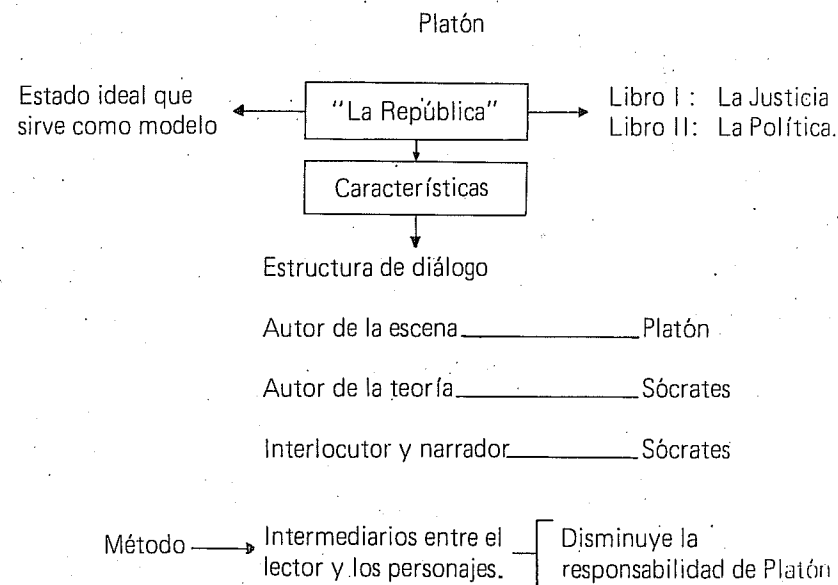 Platón
Estado ideal que
sirve como modelo
"La República"
Libro I : La Justicia
Libro II: La Política.
Características
Estructura de diálogo
Autor de la escena Platón
Autor de la teoría Sócrates
Interlocutor y narrador Sócrates
Método
Intermediarios entre el
lector y los personajes.
Disminuye la
responsabilidad de Platón